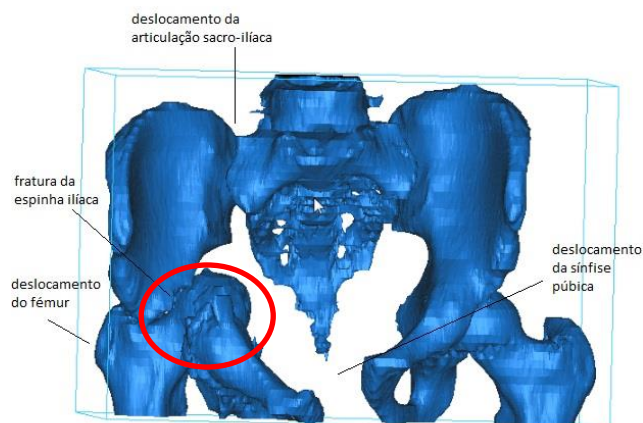 deslocamento da
articulação sacro-ilíaca
fratura da
espinha ilíaca
deslocamento
do fémur
deslocamento
da sínfise
púbica